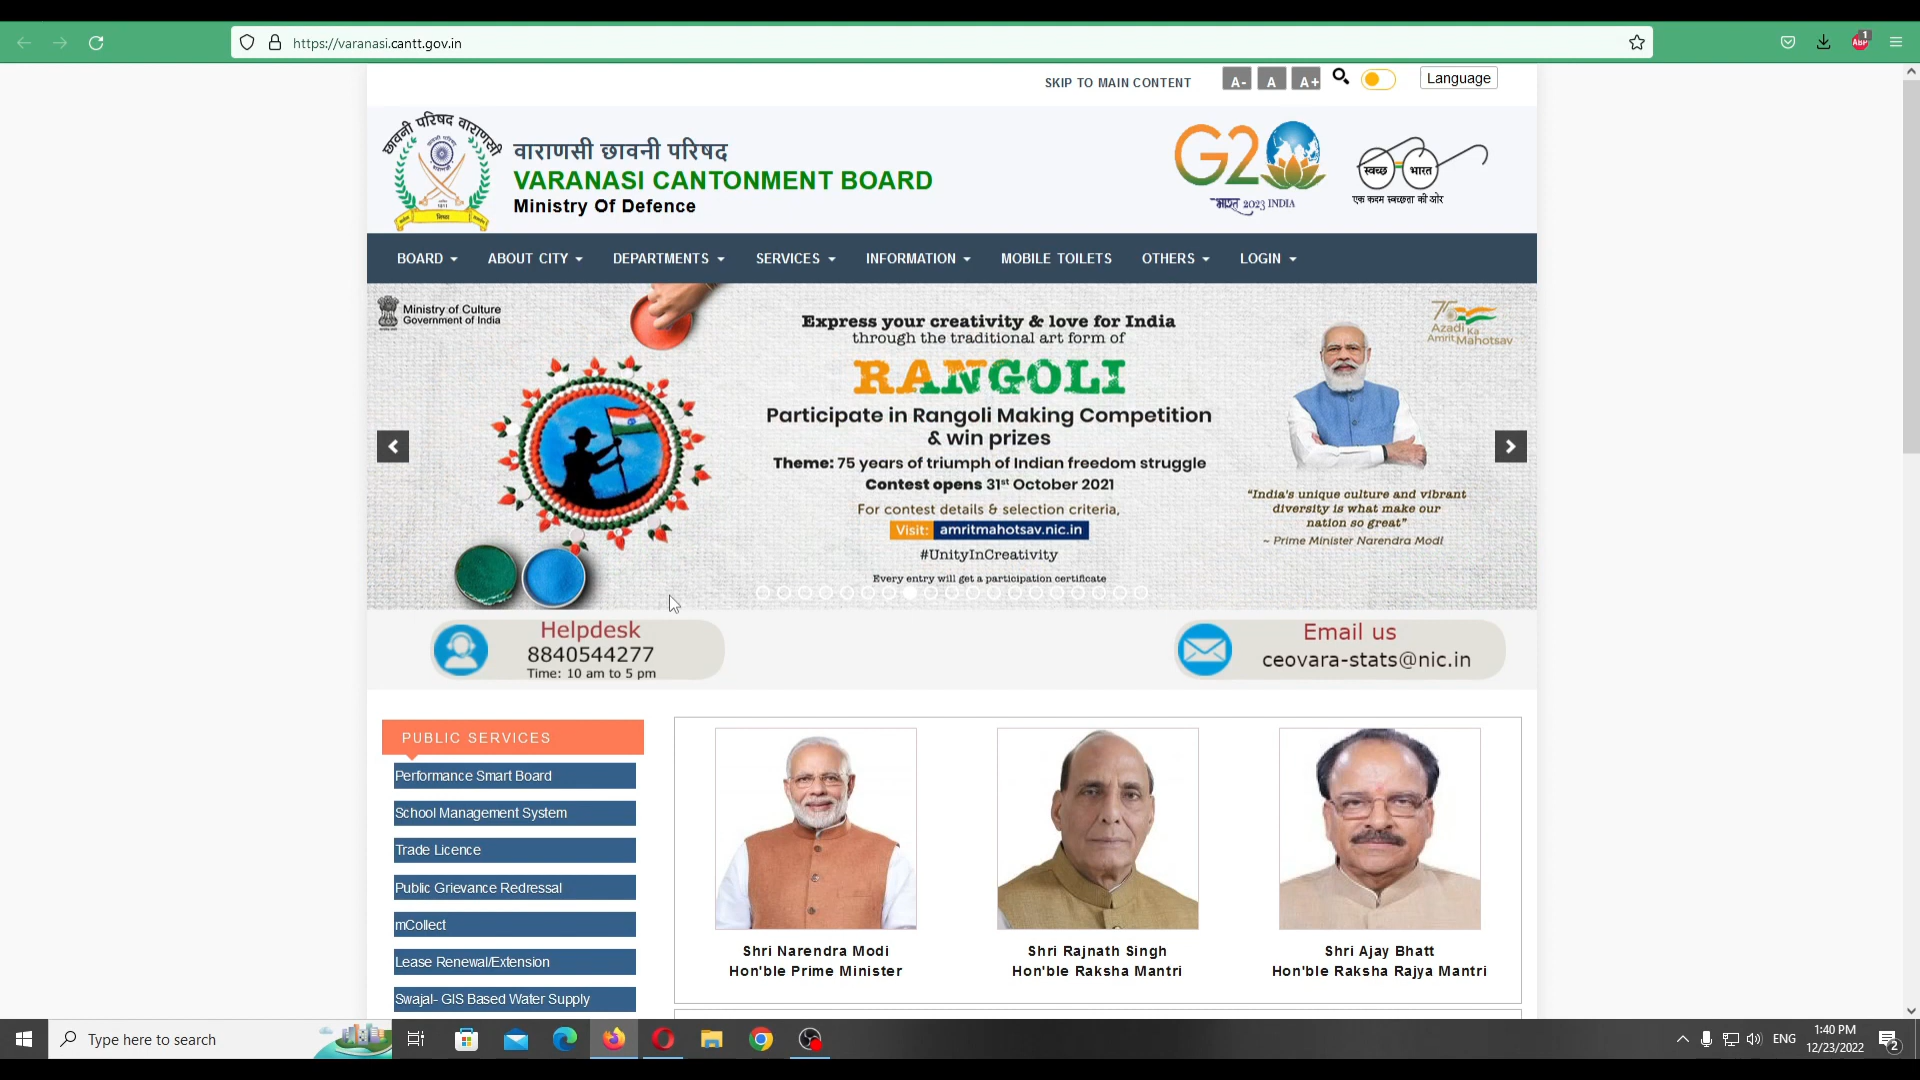 https://varanasi.cantt.gov.in
ABP
1
SKIP TO MAIN CONTENT
A-
A
A+
Language
छावनी परिषद वाराणसी
वाराणसी छावनी परिषद
VARANASI CANTONMENT BOARD
Ministry Of Defence
G20
भारत 2023 INDIA
स्वच्छ भारत
एक कदम स्वच्छता की ओर
BOARD
ABOUT CITY
DEPARTMENTS
SERVICES
INFORMATION
MOBILE TOILETS
OTHERS
LOGIN
Ministry of Culture
Government of India
Express your creativity & love for India
through the traditional art form of
RANGOLI
Participate in Rangoli Making Competition
& win prizes
Theme: 75 years of triumph of Indian freedom struggle
Contest opens 31st October 2021
For contest details & selection criteria,
Visit: amritmahotsav.nic.in
#UnityInCreativity
Every entry will get a participation certificate
75
Azadi Ka
Amrit Mahotsav
"India's unique culture and vibrant
diversity is what make our
nation so great"
~ Prime Minister Narendra Modi
Helpdesk
8840544277
Time: 10 am to 5 pm
Email us
ceovara-stats@nic.in
PUBLIC SERVICES
Performance Smart Board
School Management System
Trade Licence
Public Grievance Redressal
mCollect
Lease Renewal/Extension
Swajal- GIS Based Water Supply
Shri Narendra Modi
Hon'ble Prime Minister
Shri Rajnath Singh
Hon'ble Raksha Mantri
Shri Ajay Bhatt
Hon'ble Raksha Rajya Mantri
Type here to search
ENG
1:40 PM
12/23/2022
2